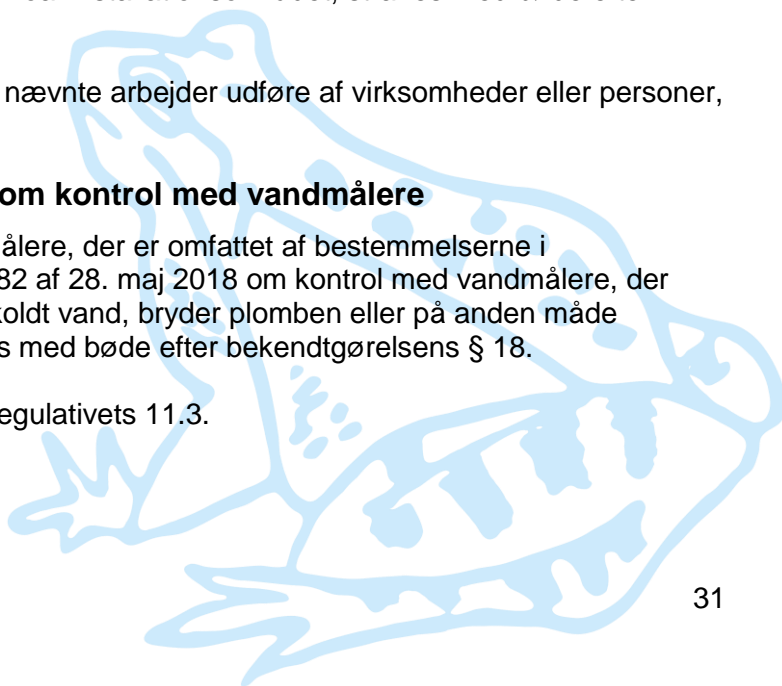 nævnte arbejder udføre af virksomheder eller personer,
om kontrol med vandmålere
ålere, der er omfattet af bestemmelserne i
82 af 28. maj 2018 om kontrol med vandmålere, der
koldt vand, bryder plomben eller på anden måde
s med bøde efter bekendtgørelsens § 18.
egulativets 11.3.
31